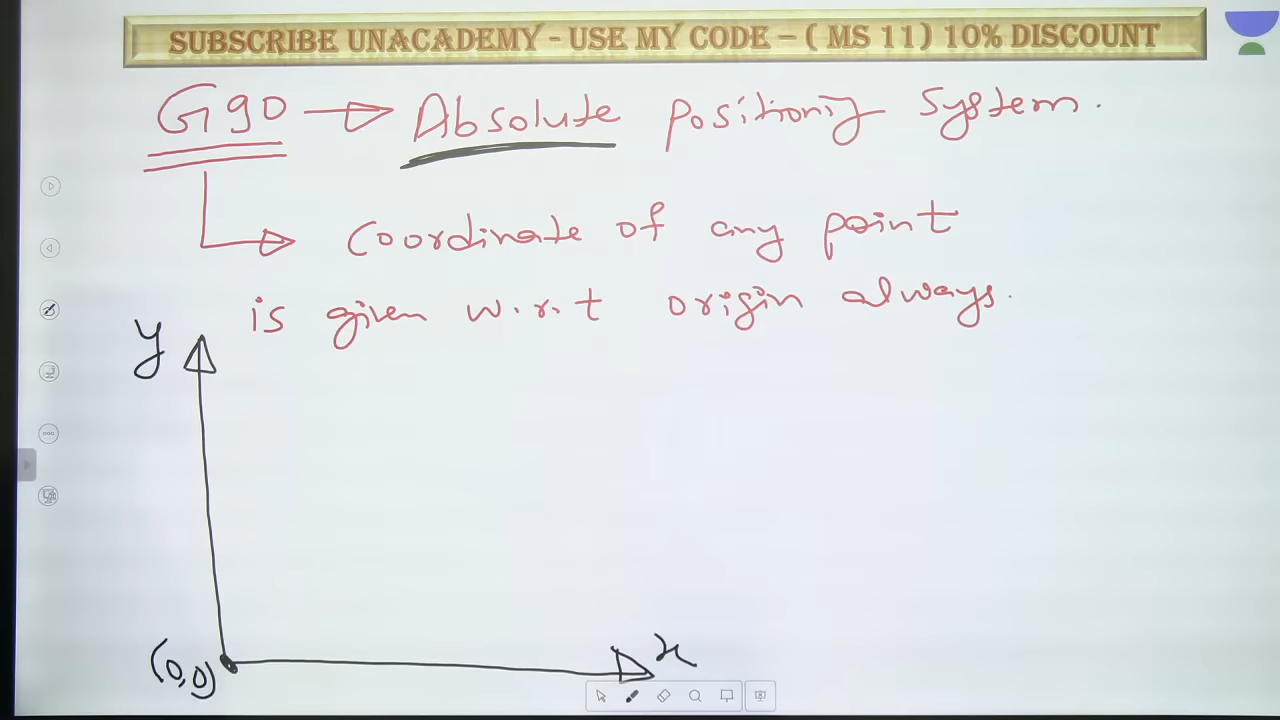 SUBSCRIBE UNACADEMY - USE MY CODE – ( MS 11) 10% DISCOUNT
G90 → Absolute positioning system.
Coordinate of any point
is given w.r.t origin always.
y
(0,0)
x